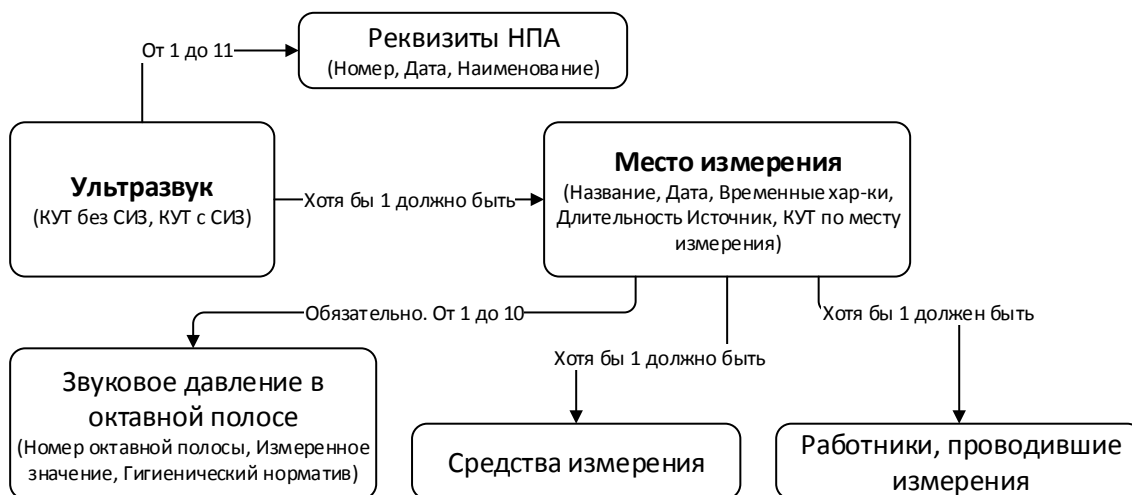 Реквизиты НПА
(Номер, Дата, Наименование)
От 1 до 11
Ультразвук
(КУТ без СИЗ, КУТ с СИЗ)
Хотя бы 1 должно быть
Место измерения
(Название, Дата, Временные хар-ки,
Длительность Источник, КУТ по месту
измерения)
Обязательно. От 1 до 10
Хотя бы 1 должен быть
Хотя бы 1 должно быть
Звуковое давление в
октавной полосе
(Номер октавной полосы, Измеренное
значение, Гигиенический норматив)
Средства измерения
Работники, проводившие
измерения